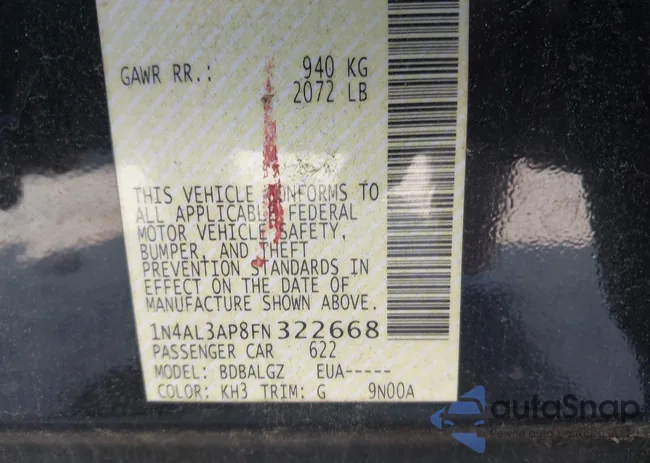 GAWR RR.: 940 KG
2072 LB
THIS VEHICLE CONFORMS TO
ALL APPLICABLE FEDERAL
MOTOR VEHICLE SAFETY,
BUMPER, AND THEFT
PREVENTION STANDARDS IN
EFFECT ON THE DATE OF
MANUFACTURE SHOWN ABOVE.
1N4AL3AP8FN322668
PASSENGER CAR 622
MODEL: BDBALGZ EUA-----
COLOR: KH3 TRIM: G 9N00A
autoSnap
Pewne auto z